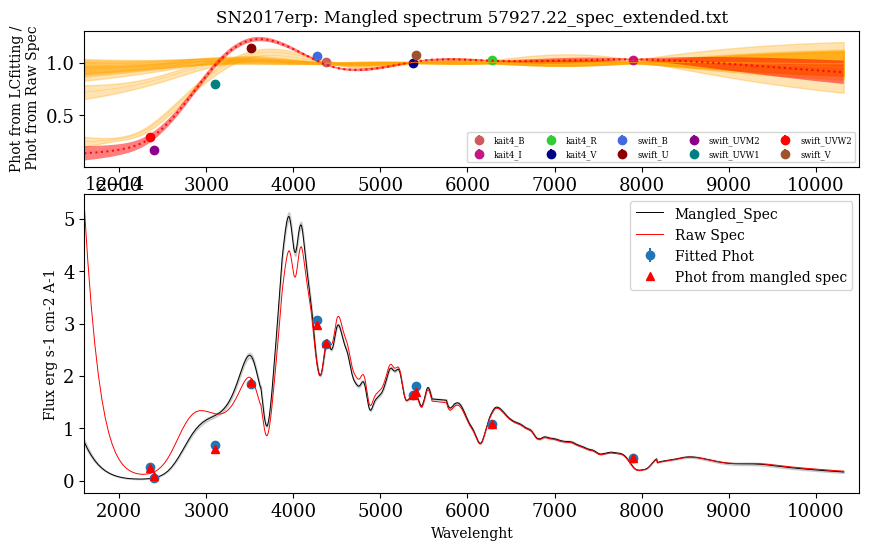 SN2017erp: Mangled spectrum 57927.22_spec_extended.txt
Phot from LCfitting /
Phot from Raw Spec
1.0
0.5
kait4_B
kait4_R
swift_B
swift_UVM2
swift_UVW2
kait4_I
kait4_V
swift_U
swift_UVW1
swift_V
2000 3000 4000 5000 6000 7000 8000 9000 10000
1e−14
Flux erg s-1 cm-2 A-1
5
4
3
2
1
0
Mangled_Spec
Raw Spec
Fitted Phot
Phot from mangled spec
2000 3000 4000 5000 6000 7000 8000 9000 10000
Wavelenght